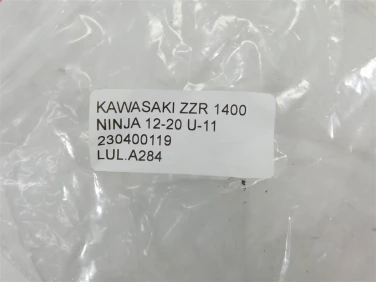 KAWASAKI ZZR 1400
NINJA 12-20 U-11
230400119
LUL.A284